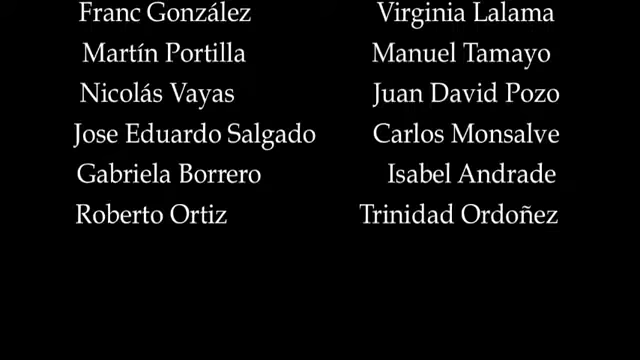 Franc González Virginia Lalama
Martín Portilla Manuel Tamayo
Nicolás Vayas Juan David Pozo
Jose Eduardo Salgado Carlos Monsalve
Gabriela Borrero Isabel Andrade
Roberto Ortiz Trinidad Ordoñez